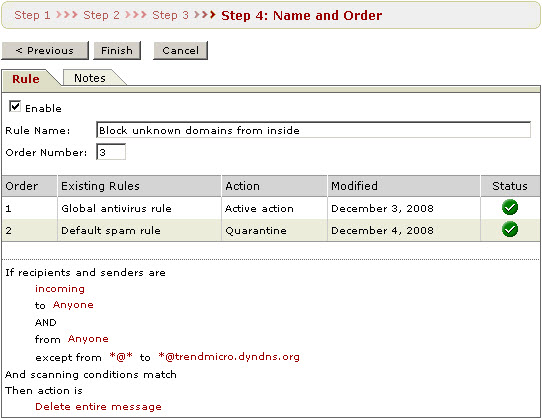 Step 1 >>> Step 2 >>> Step 3 >>> Step 4: Name and Order
< Previous Finish Cancel
Rule Notes
Enable
Rule Name: Block unknown domains from inside
Order Number: 3
Order Existing Rules Action Modified Status
1 Global antivirus rule Active action December 3, 2008
2 Default spam rule Quarantine December 4, 2008
If recipients and senders are
incoming
to Anyone
AND
from Anyone
except from *@* to *@trendmicro.dyndns.org
And scanning conditions match
Then action is
Delete entire message